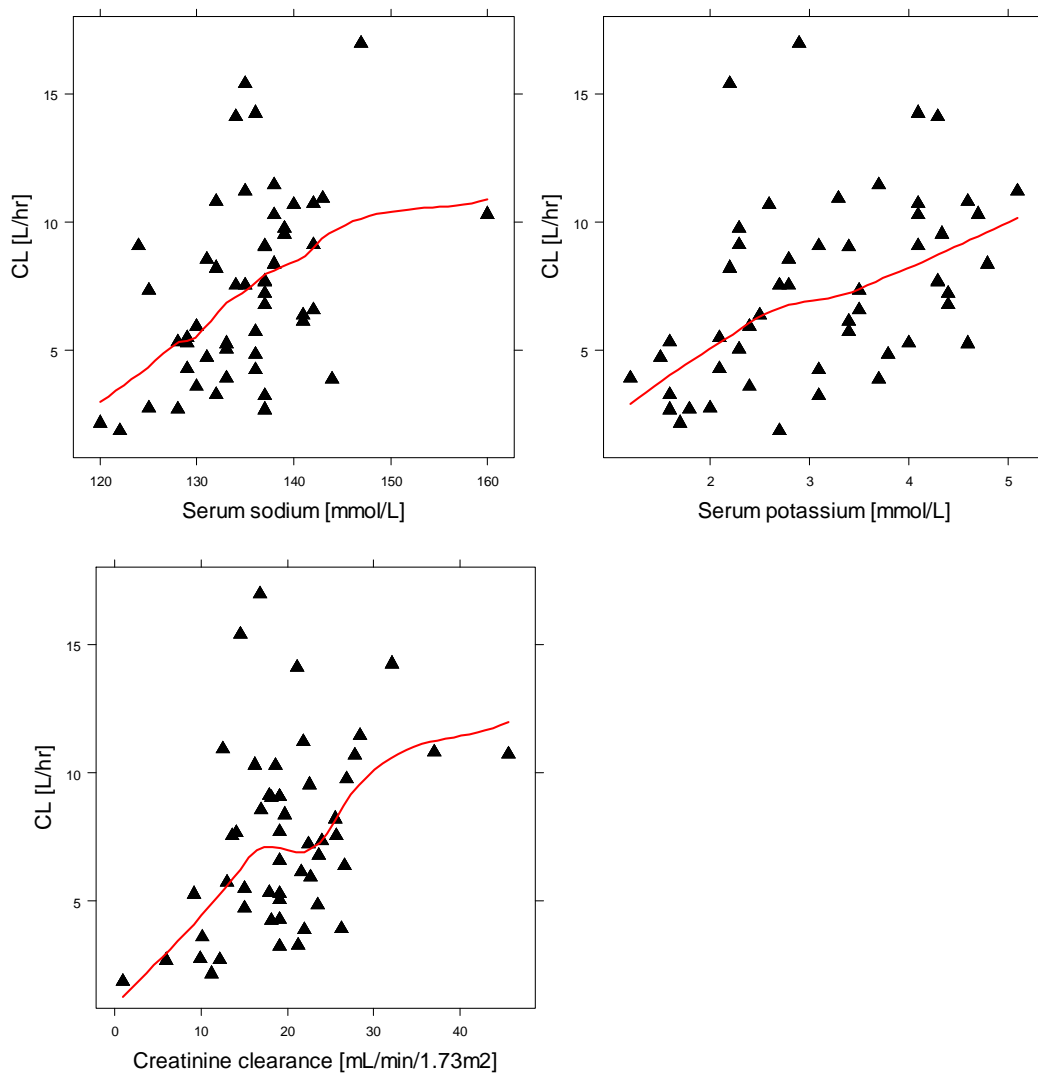 15
10
5
CL [L/hr]
120 130 140 150 160
Serum sodium [mmol/L]
15
10
5
CL [L/hr]
2 3 4 5
Serum potassium [mmol/L]
15
10
5
CL [L/hr]
0 10 20 30 40
Creatinine clearance [mL/min/1.73m2]